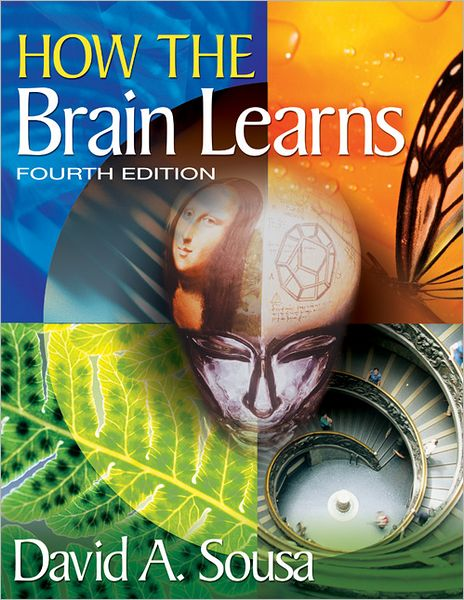 HOW THE
Brain Learns
FOURTH EDITION
David A. Sousa